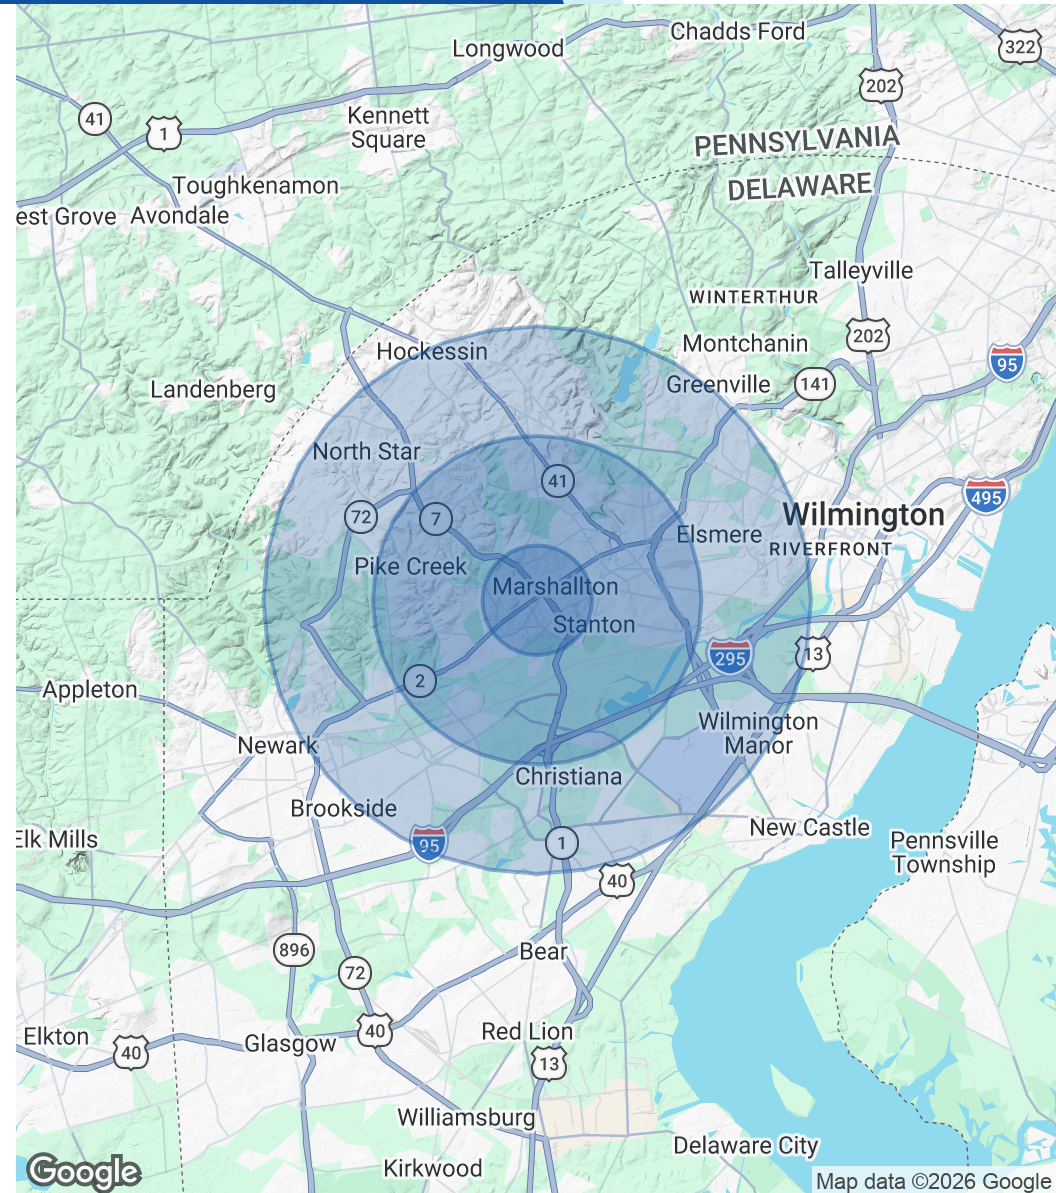 Longwood
Chadds Ford
322
202
41
1
Kennett
Square
PENNSYLVANIA
DELAWARE
Toughkenamon
est Grove
Avondale
Talleyville
WINTERTHUR
202
Montchanin
Hockessin
95
Greenville
141
Landenberg
North Star
41
495
72
7
Wilmington
Elsmere
RIVERFRONT
Pike Creek
Marshallton
Stanton
295
13
2
Appleton
Wilmington
Manor
Newark
Christiana
Brookside
New Castle
Elk Mills
95
1
Pennsville
Township
40
896
Bear
72
Elkton
40
Glasgow
40
Red Lion
13
Williamsburg
Delaware City
Kirkwood
Google
Map data ©2026 Google